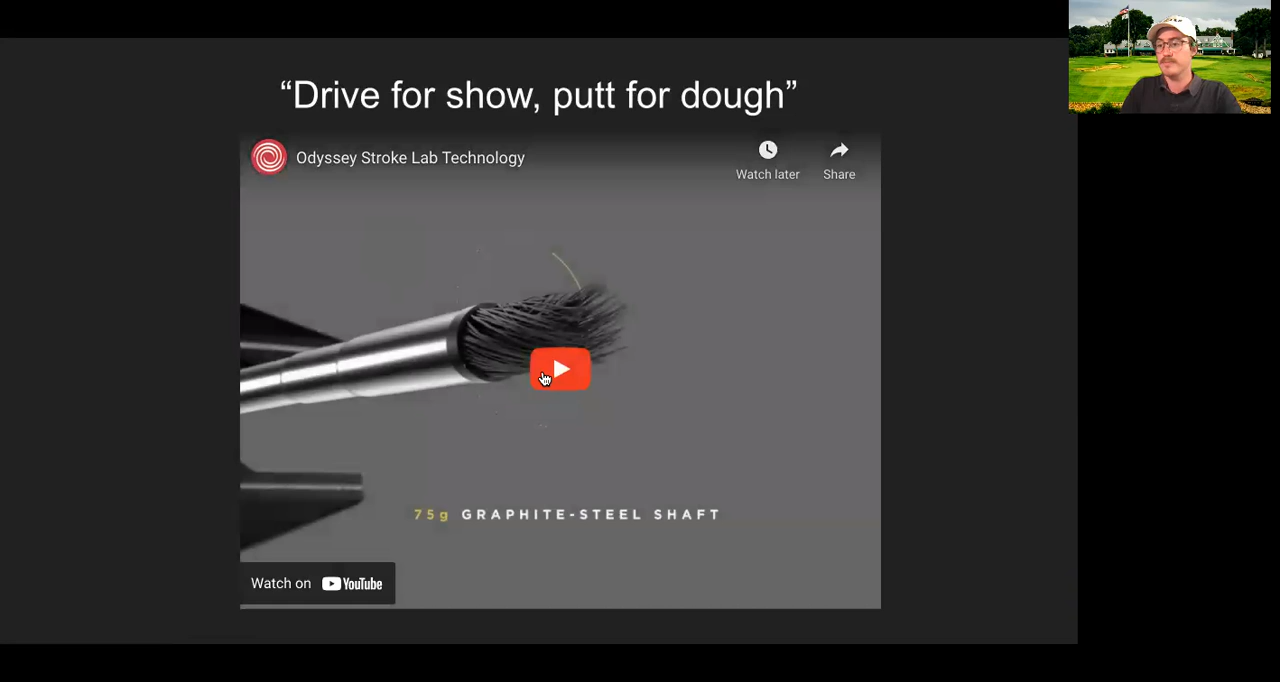 “Drive for show, putt for dough”
Odyssey Stroke Lab Technology
Watch later
Share
75g GRAPHITE-STEEL SHAFT
Watch on YouTube